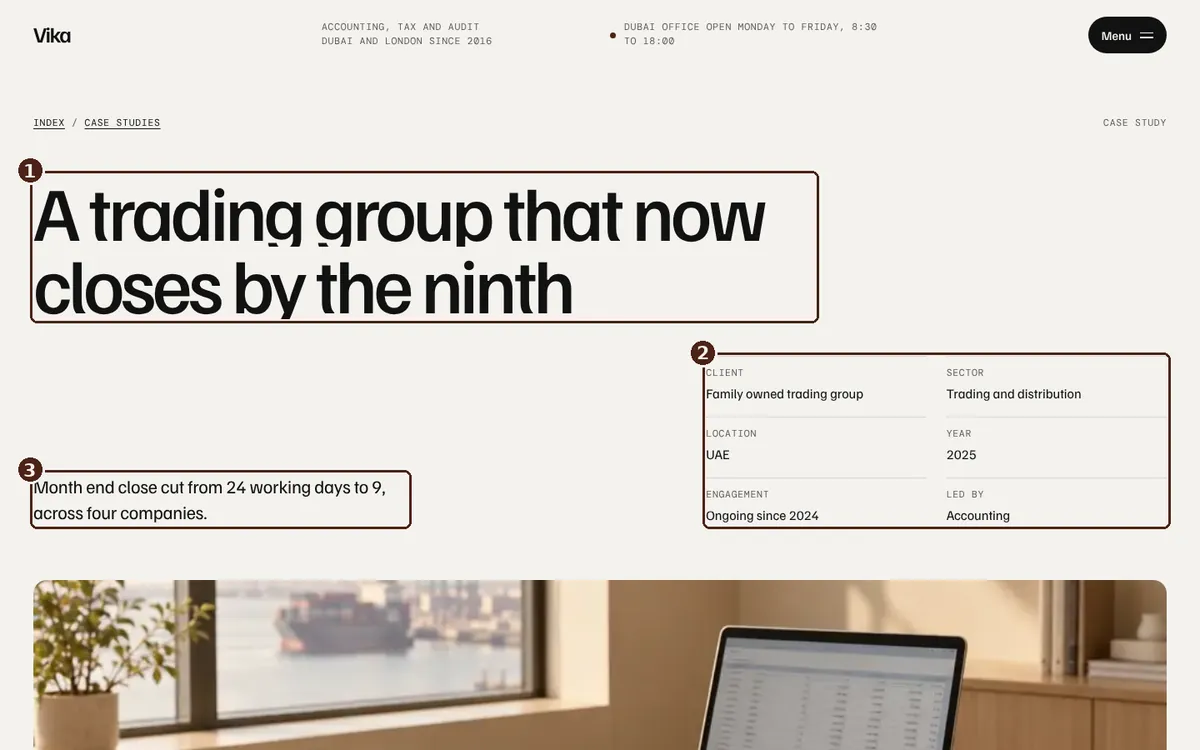 Vika
ACCOUNTING, TAX AND AUDIT
DUBAI AND LONDON SINCE 2016
DUBAI OFFICE OPEN MONDAY TO FRIDAY, 8:30
TO 18:00
Menu
INDEX / CASE STUDIES
CASE STUDY
1
A trading group that now
closes by the ninth
2
CLIENT
Family owned trading group
SECTOR
Trading and distribution
LOCATION
UAE
YEAR
2025
ENGAGEMENT
Ongoing since 2024
LED BY
Accounting
3
Month end close cut from 24 working days to 9,
across four companies.